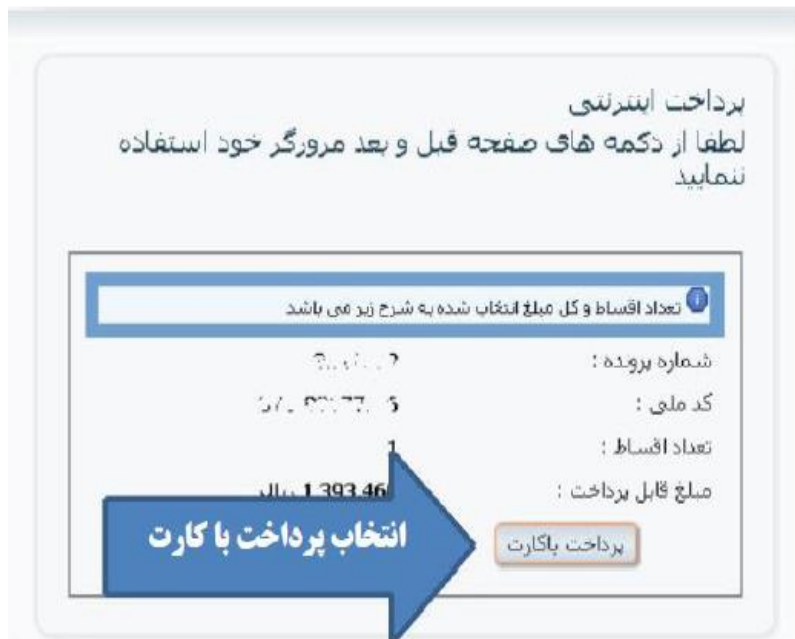 پرداخت اینترنتی
لطفا از دکمه های صفحه قبل و بعد مرورگر خود استفاده
ننمایید
تعداد اقساط و کل مبلغ انتخاب شده به شرح زیر می باشد
شماره پرونده :
کد ملی :
تعداد اقساط : 1
مبلغ قابل پرداخت : ریال
پرداخت باکارت
انتخاب پرداخت با کارت